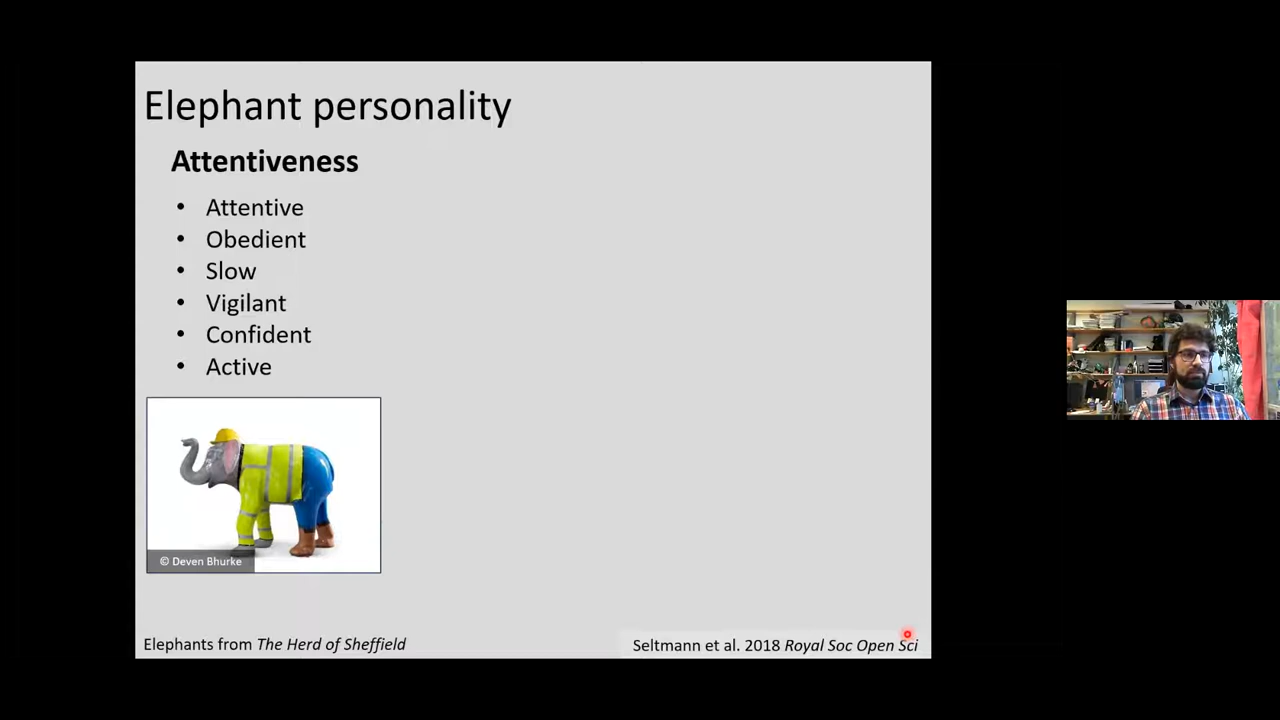 Elephant personality
Attentiveness
• Attentive
• Obedient
• Slow
• Vigilant
• Confident
• Active
© Deven Bhurke
Elephants from The Herd of Sheffield
Seltmann et al. 2018 Royal Soc Open Sci